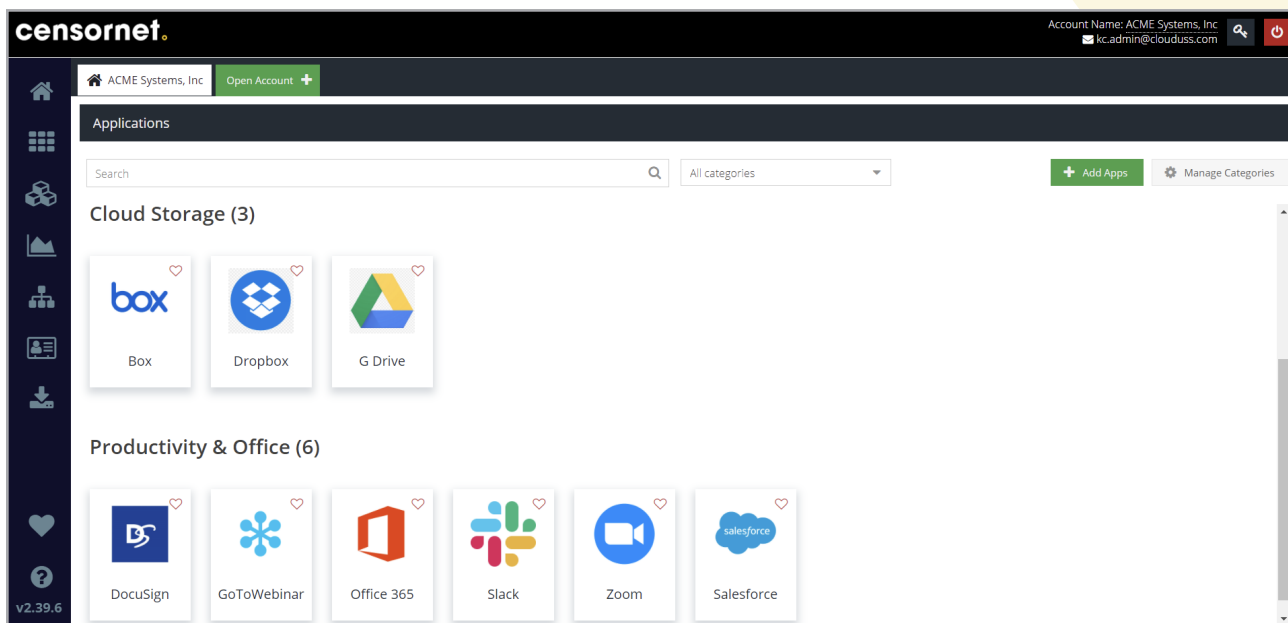 censornet.
Account Name: ACME Systems, Inc
kc.admin@clouduss.com
ACME Systems, Inc
Open Account
Applications
Search
All categories
Add Apps
Manage Categories
Cloud Storage (3)
box
Box
Dropbox
G Drive
Productivity & Office (6)
DS
salesforce
DocuSign
GoToWebinar
Office 365
Slack
Zoom
Salesforce
v2.39.6